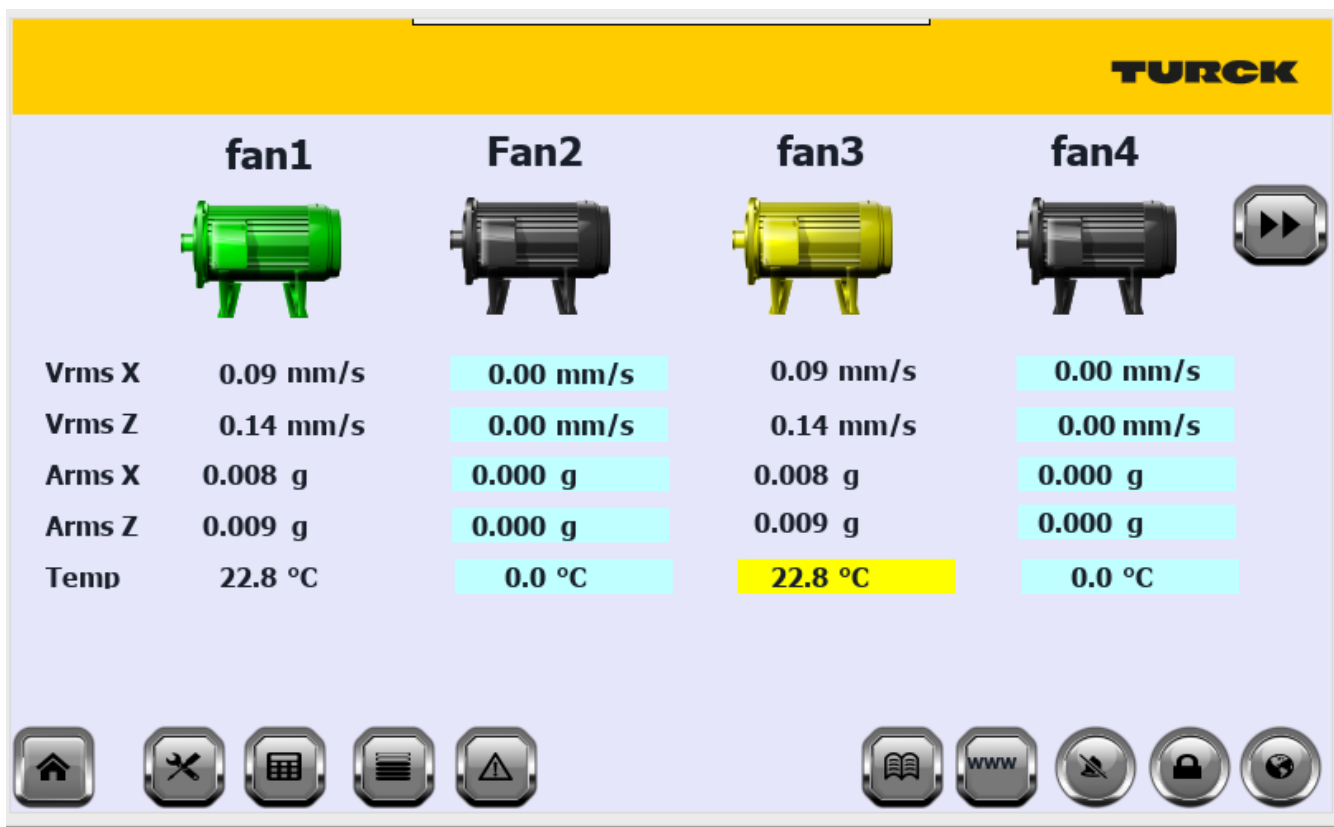 TURCK
fan1 Fan2 fan3 fan4
Vrms X 0.09 mm/s 0.00 mm/s 0.09 mm/s 0.00 mm/s
Vrms Z 0.14 mm/s 0.00 mm/s 0.14 mm/s 0.00 mm/s
Arms X 0.008 g 0.000 g 0.008 g 0.000 g
Arms Z 0.009 g 0.000 g 0.009 g 0.000 g
Temp 22.8 °C 0.0 °C 22.8 °C 0.0 °C
www